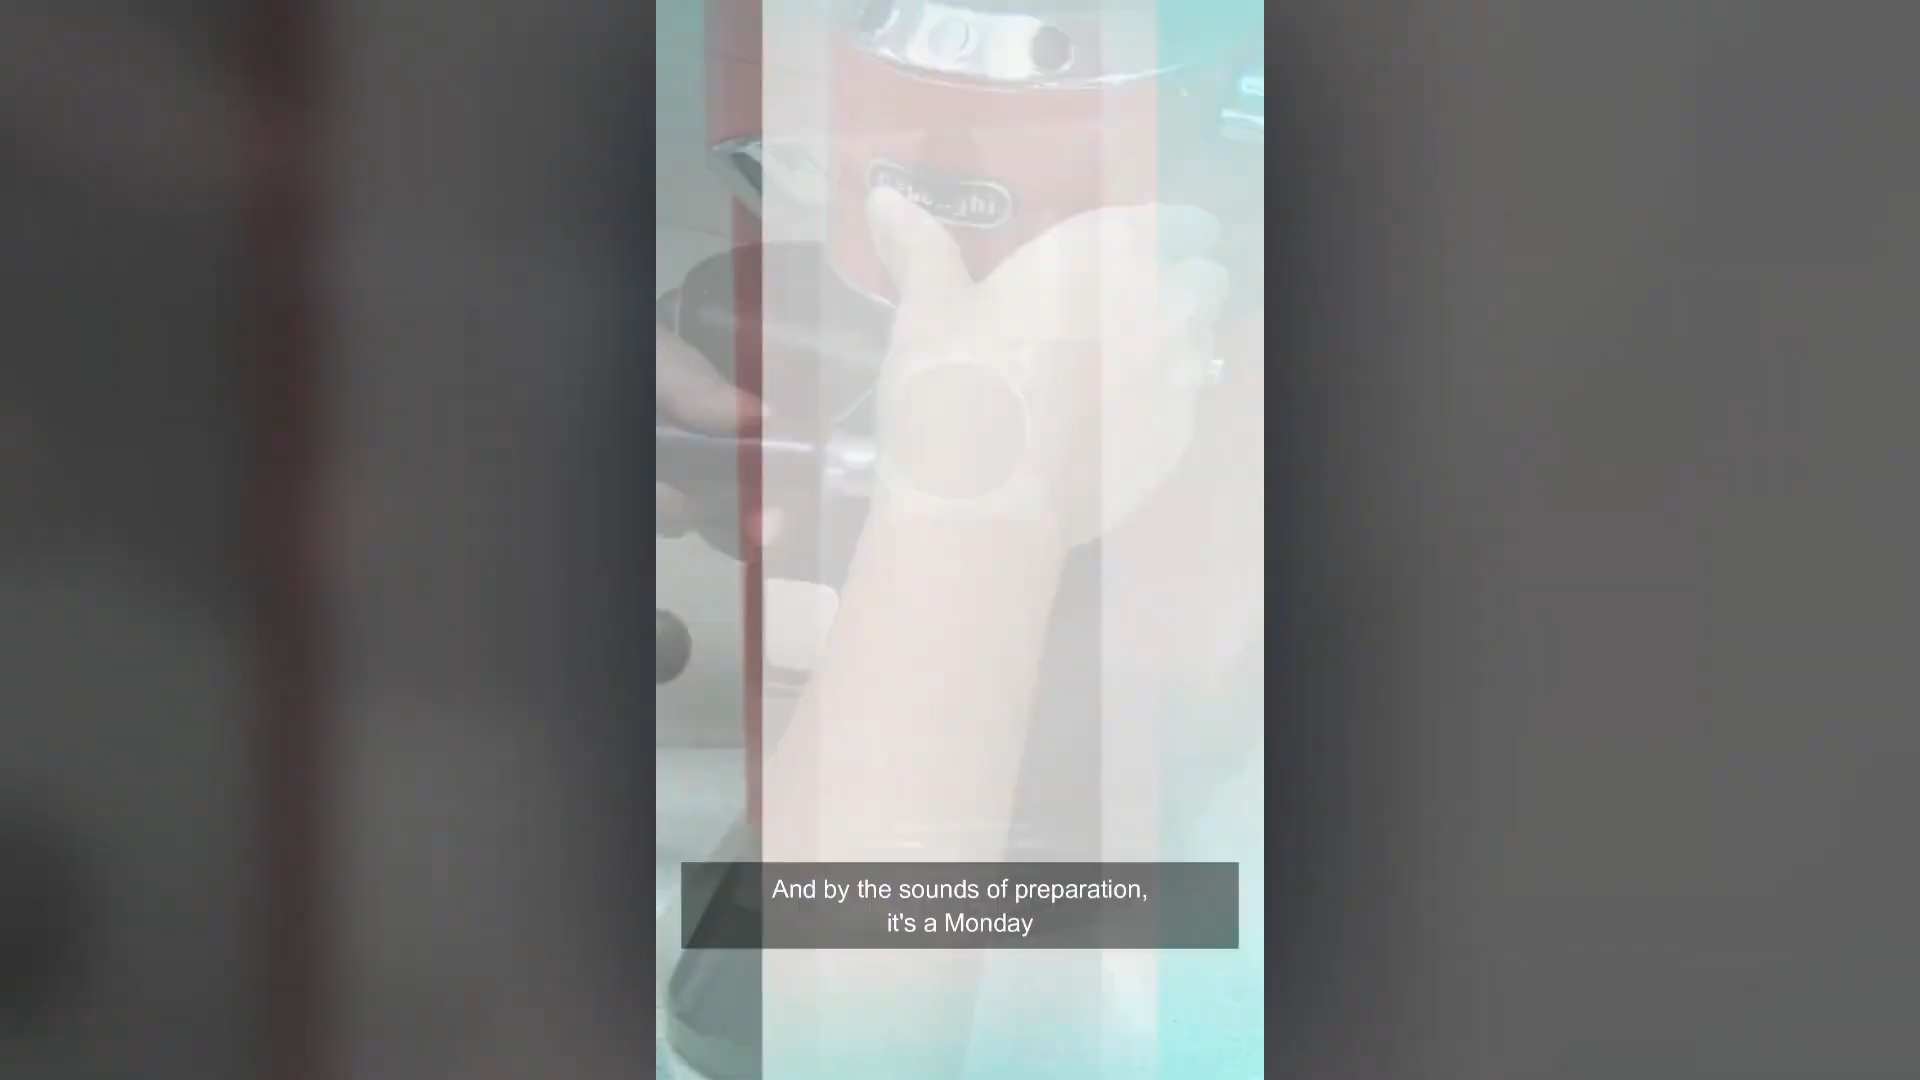 And by the sounds of preparation,
it's a Monday